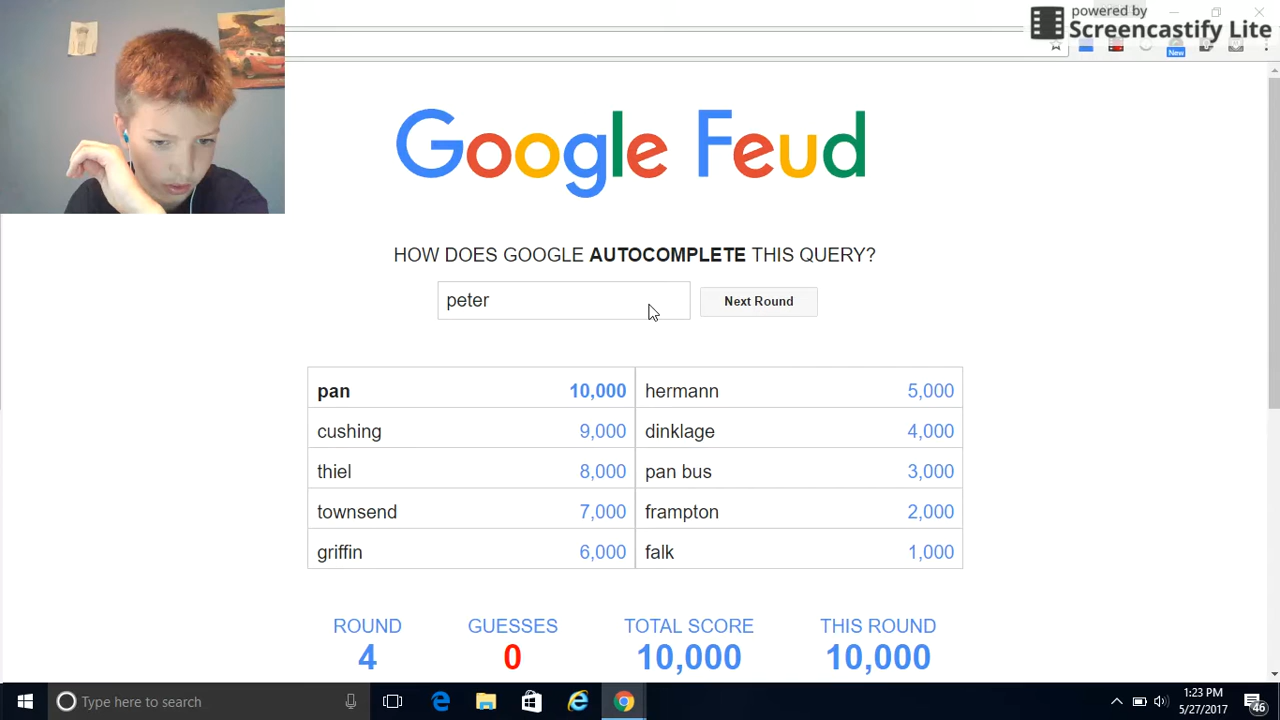 powered by
Screencastify Lite
New
Google Feud
HOW DOES GOOGLE AUTOCOMPLETE THIS QUERY?
peter
Next Round
pan 10,000 hermann 5,000
cushing 9,000 dinklage 4,000
thiel 8,000 pan bus 3,000
townsend 7,000 frampton 2,000
griffin 6,000 falk 1,000
ROUND GUESSES TOTAL SCORE THIS ROUND
4 0 10,000 10,000
Type here to search
1:23 PM
5/27/2017
46